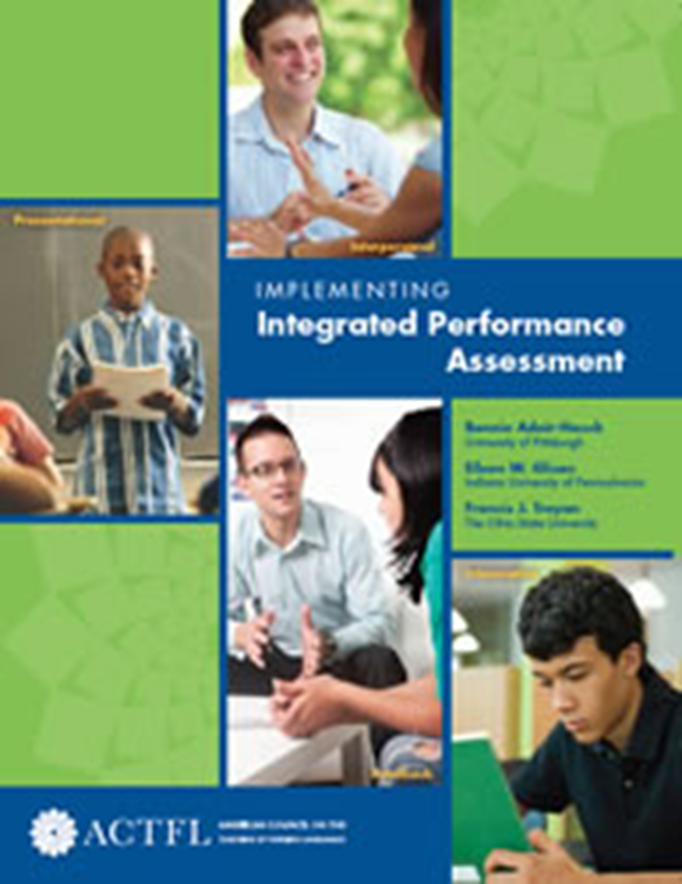 Interpersonal
Presentational
IMPLEMENTING
Integrated Performance
Assessment
Bonnie Adair-Hauck
University of Pittsburgh
Eileen W. Glisan
Indiana University of Pennsylvania
Francis J. Troyan
The Ohio State University
Feedback
ACTFL
AMERICAN COUNCIL ON THE
TEACHING OF FOREIGN LANGUAGES